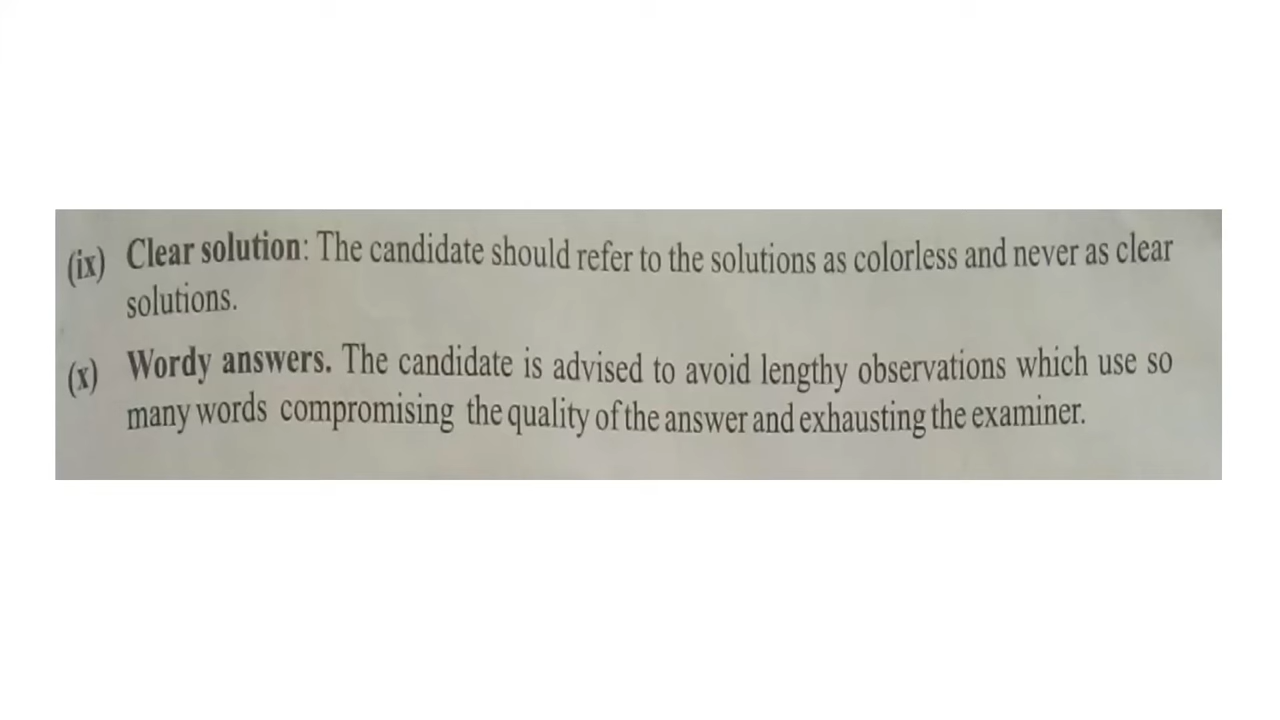 (ix) Clear solution: The candidate should refer to the solutions as colorless and never as clear
solutions.
(x) Wordy answers. The candidate is advised to avoid lengthy observations which use so
many words compromising the quality of the answer and exhausting the examiner.